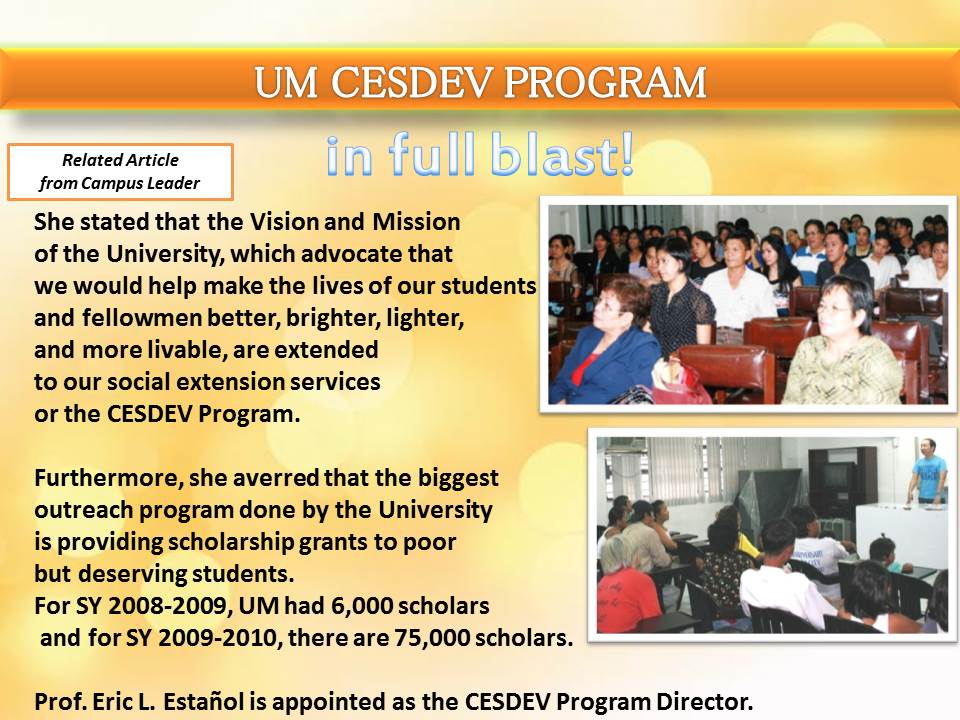 UM CESDEV PROGRAM
in full blast!
Related Article
from Campus Leader
She stated that the Vision and Mission
of the University, which advocate that
we would help make the lives of our students
and fellowmen better, brighter, lighter,
and more livable, are extended
to our social extension services
or the CESDEV Program.
Furthermore, she averred that the biggest
outreach program done by the University
is providing scholarship grants to poor
but deserving students.
For SY 2008-2009, UM had 6,000 scholars
and for SY 2009-2010, there are 75,000 scholars.
Prof. Eric L. Estañol is appointed as the CESDEV Program Director.